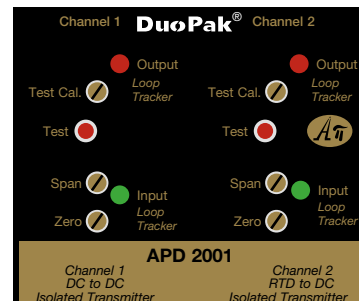 Channel 1 DuoPak® Channel 2
Output Output
Test Cal. Loop Tracker Test Cal. Loop Tracker
Test Test
Span Span
Input Input
Zero Loop Tracker Zero Loop Tracker
APD 2001
Channel 1 Channel 2
DC to DC RTD to DC
Isolated Transmitter Isolated Transmitter